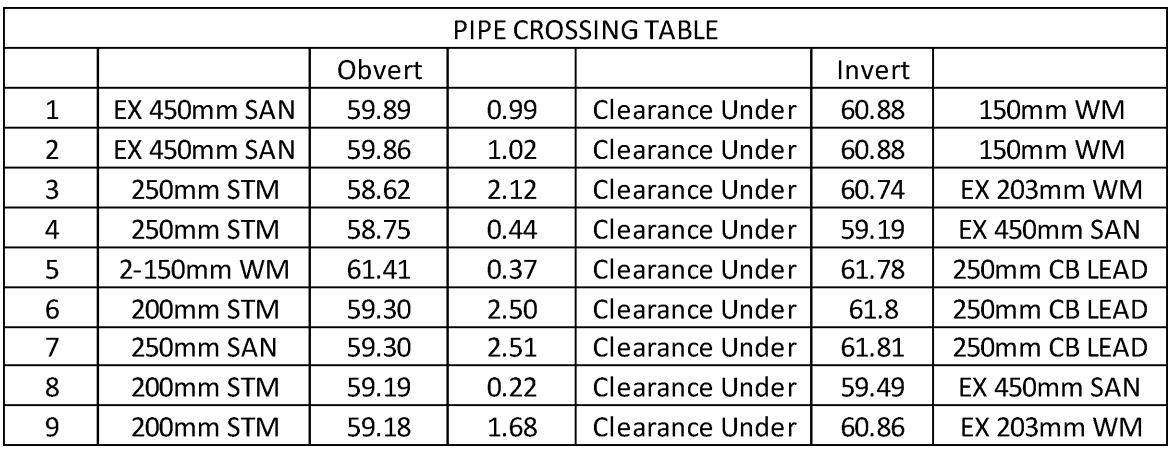 PIPE CROSSING TABLE
Obvert Invert
1 EX 450mm SAN 59.89 0.99 Clearance Under 60.88 150mm WM
2 EX 450mm SAN 59.86 1.02 Clearance Under 60.88 150mm WM
3 250mm STM 58.62 2.12 Clearance Under 60.74 EX 203mm WM
4 250mm STM 58.75 0.44 Clearance Under 59.19 EX 450mm SAN
5 2-150mm WM 61.41 0.37 Clearance Under 61.78 250mm CB LEAD
6 200mm STM 59.30 2.50 Clearance Under 61.8 250mm CB LEAD
7 250mm SAN 59.30 2.51 Clearance Under 61.81 250mm CB LEAD
8 200mm STM 59.19 0.22 Clearance Under 59.49 EX 450mm SAN
9 200mm STM 59.18 1.68 Clearance Under 60.86 EX 203mm WM